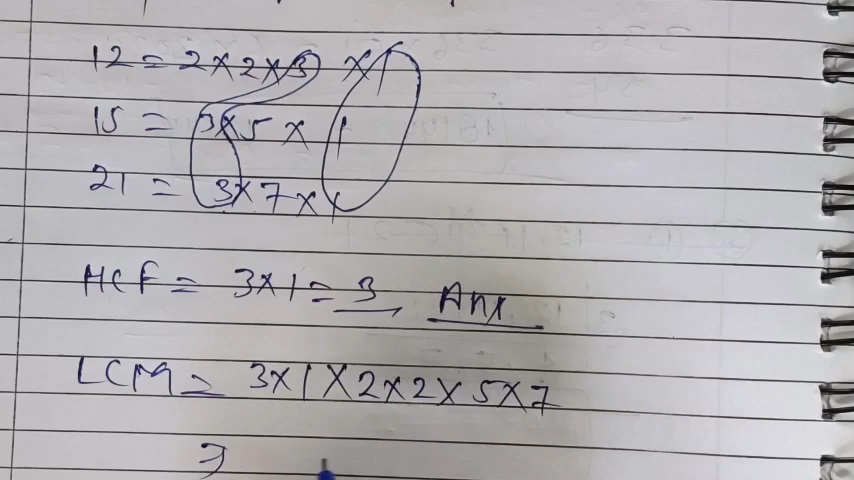 12 = 2×2×3 ×1
15 = 3×5 × 1
21 = 3×7×1
HCF = 3×1 = 3 Ans
LCM = 3×1×2×2×5×7
⇒